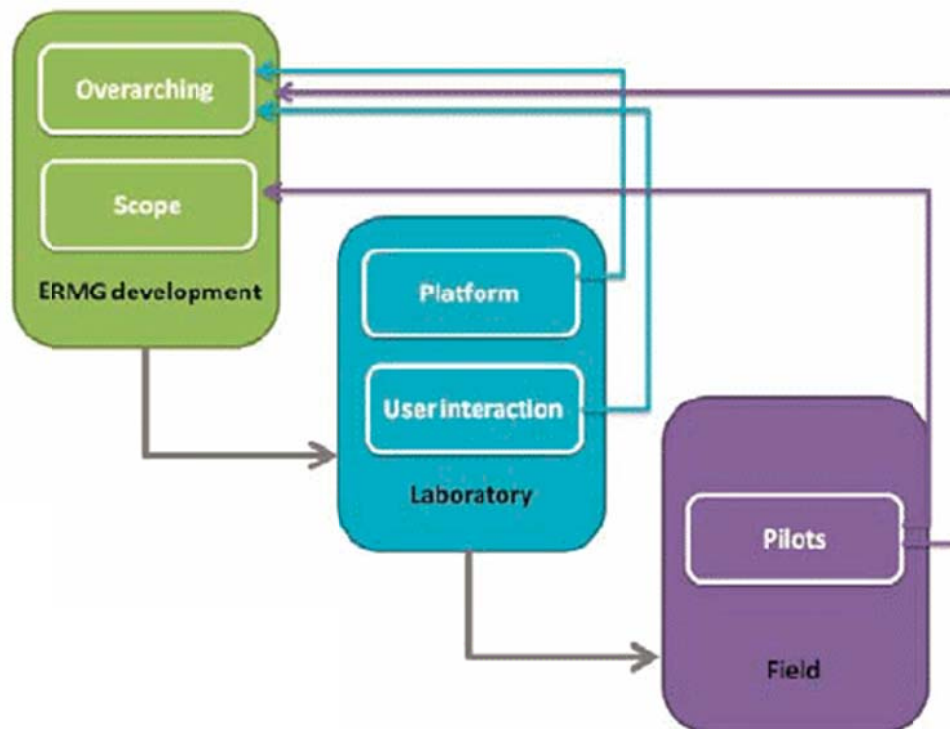 Overarching
Scope
ERMG development
Platform
User interaction
Laboratory
Pilots
Field